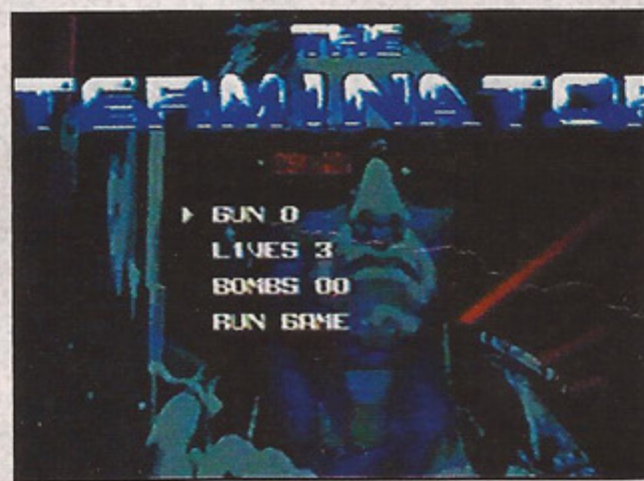 THE
TERMINATOR
GUN 0
LIVES 3
BOMBS 00
RUN GAME